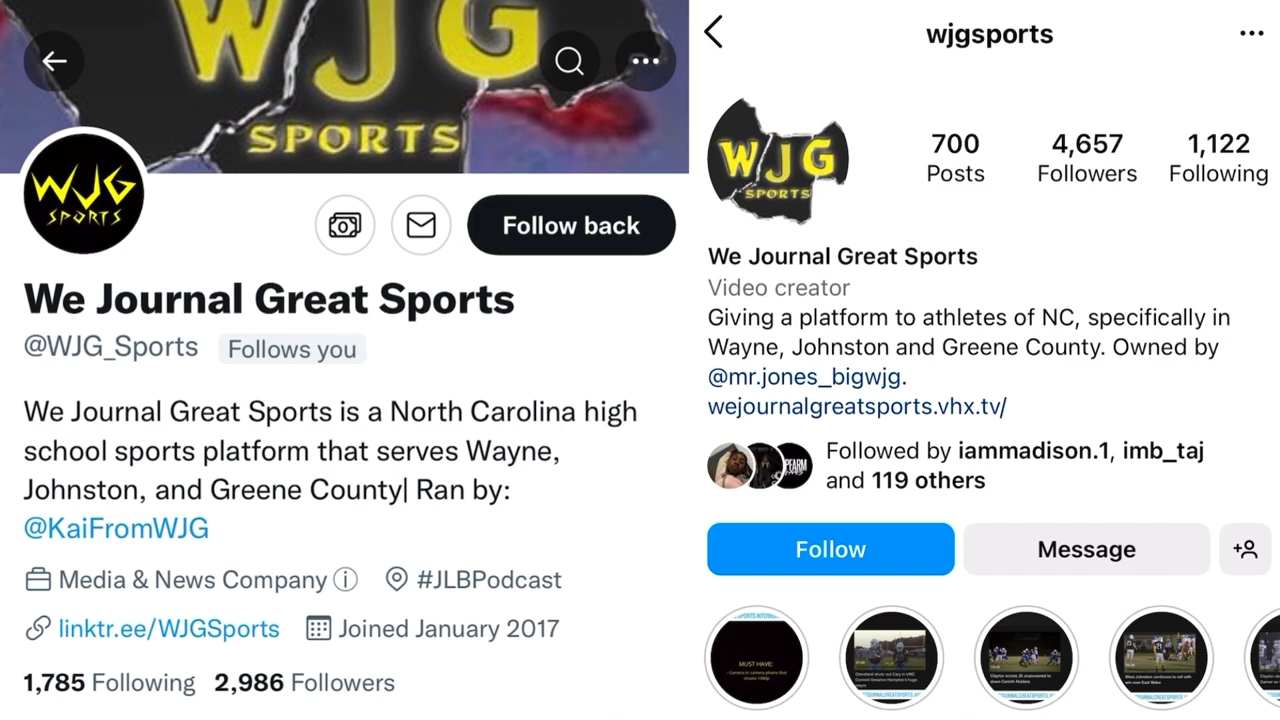 WJG
SPORTS
WJG
SPORTS
Follow back
We Journal Great Sports
@WJG_Sports Follows you
We Journal Great Sports is a North Carolina high
school sports platform that serves Wayne,
Johnston, and Greene County| Ran by:
@KaiFromWJG
Media & News Company #JLBPodcast
linktr.ee/WJGSports Joined January 2017
1,785 Following 2,986 Followers
wjgsports
WJG
SPORTS
700 4,657 1,122
Posts Followers Following
We Journal Great Sports
Video creator
Giving a platform to athletes of NC, specifically in
Wayne, Johnston and Greene County. Owned by
@mr.jones_bigwjg.
wejournalgreatsports.vhx.tv/
Followed by iammadison.1, imb_taj
and 119 others
Follow Message
MUST HAVE: